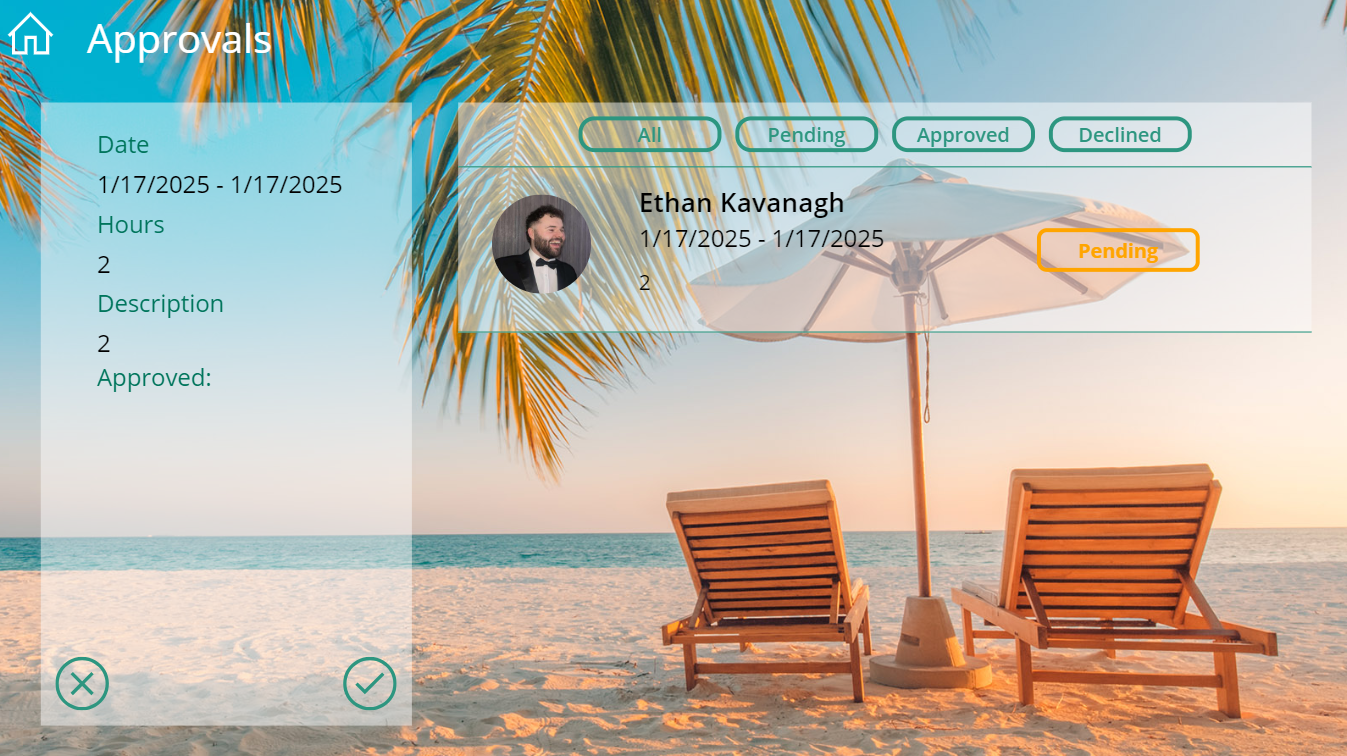 Approvals
Date
1/17/2025 - 1/17/2025
Hours
2
Description
2
Approved:
All
Pending
Approved
Declined
Ethan Kavanagh
1/17/2025 - 1/17/2025
2
Pending